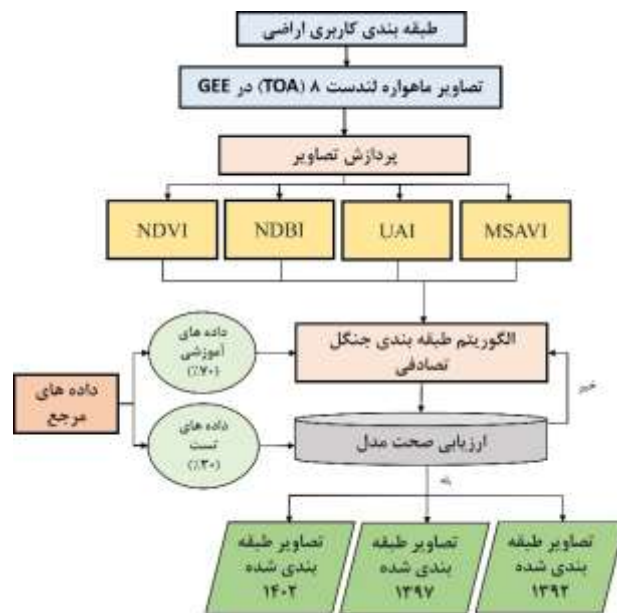 طبقه بندی کاربری اراضی
تصاویر ماهواره لندست ۸ (TOA) در GEE
پردازش تصاویر
NDVI
NDBI
UAI
MSAVI
داده های
آموزشی
(٪۷۰)
الگوریتم طبقه بندی جنگل
تصادفی
خیر
داده های
مرجع
داده های
تست
(٪۳۰)
ارزیابی صحت مدل
بله
تصاویر طبقه
بندی شده
۱۳۹۲
تصاویر طبقه
بندی شده
۱۳۹۷
تصاویر طبقه
بندی شده
۱۴۰۲